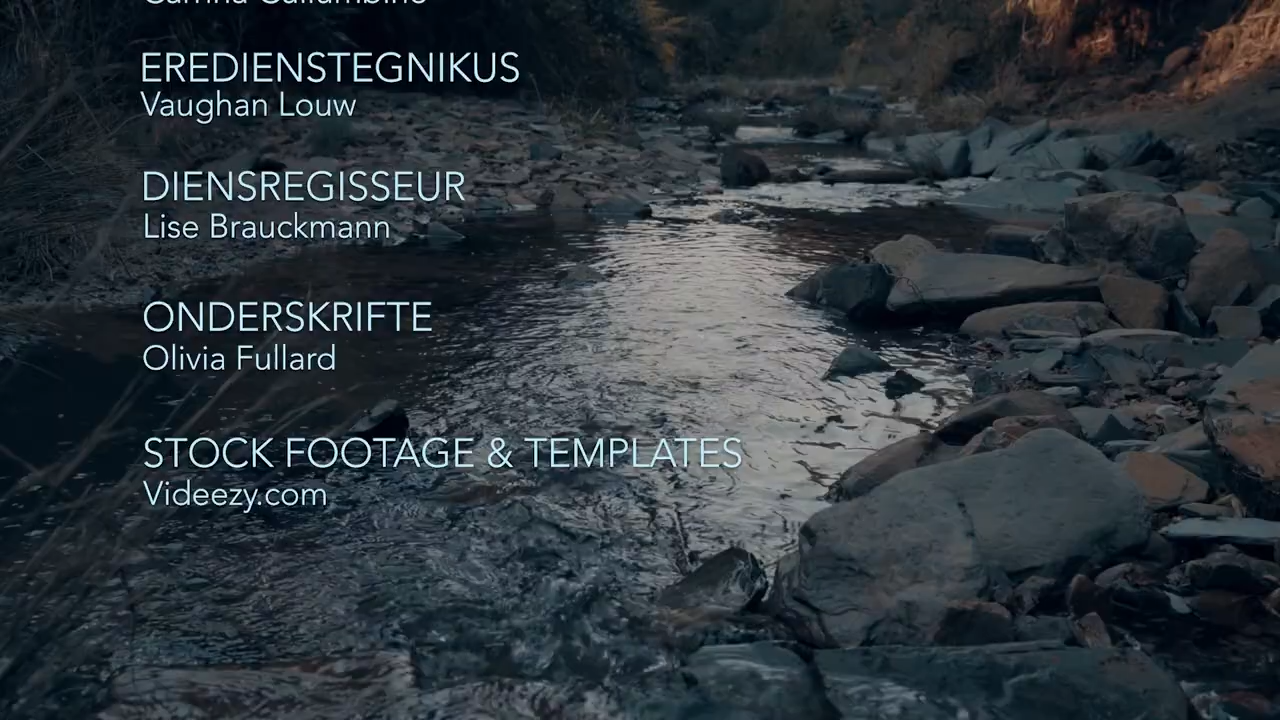 EREDIENSTEGNIKUS
Vaughan Louw
DIENSREGISSEUR
Lise Brauckmann
ONDERSKRIFTE
Olivia Fullard
STOCK FOOTAGE & TEMPLATES
Videezy.com